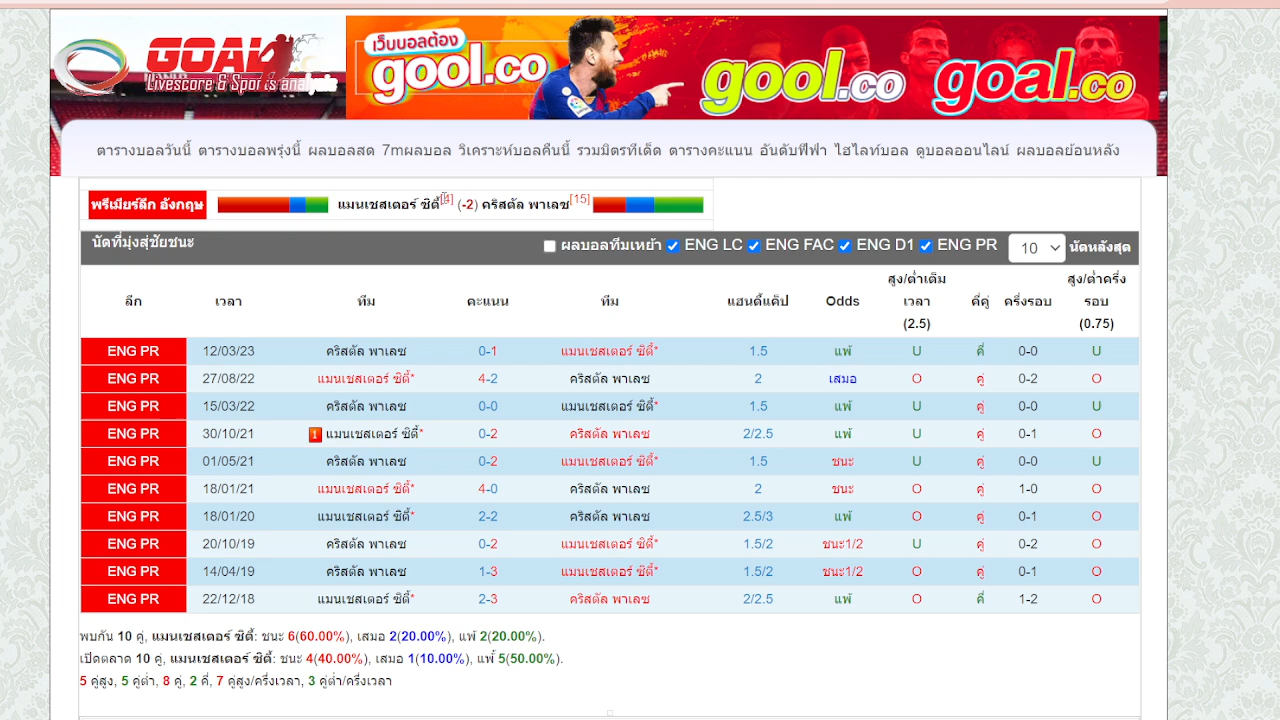 GOAL
Livescore & Sports analysis
เว็บบอลต้อง
gool.co gool.co goal.co
ตารางบอลวันนี้ ตารางบอลพรุ่งนี้ ผลบอลสด 7mผลบอล วิเคราะห์บอลคืนนี้ รวมมิตรทีเด็ด ตารางคะแนน อันดับฟีฟ่า ไฮไลท์บอล ดูบอลออนไลน์ ผลบอลย้อนหลัง
พรีเมียร์ลีก อังกฤษ แมนเชสเตอร์ ซิตี้[4] (-2) คริสตัล พาเลซ[15]
นัดที่มุ่งสู่ชัยชนะ ผลบอลทีมเหย้า ENG LC ENG FAC ENG D1 ENG PR 10 นัดหลังสุด
ลีก เวลา ทีม คะแนน ทีม แฮนดี้แค็ป Odds สูง/ต่ำเต็มเวลา (2.5) คี่คู่ ครึ่งรอบ สูง/ต่ำครึ่งรอบ (0.75)
ENG PR 12/03/23 คริสตัล พาเลซ 0-1 แมนเชสเตอร์ ซิตี้* 1.5 แพ้ U คี่ 0-0 U
ENG PR 27/08/22 แมนเชสเตอร์ ซิตี้* 4-2 คริสตัล พาเลซ 2 เสมอ O คู่ 0-2 O
ENG PR 15/03/22 คริสตัล พาเลซ 0-0 แมนเชสเตอร์ ซิตี้* 1.5 แพ้ U คู่ 0-0 U
ENG PR 30/10/21 1 แมนเชสเตอร์ ซิตี้* 0-2 คริสตัล พาเลซ 2/2.5 แพ้ U คู่ 0-1 O
ENG PR 01/05/21 คริสตัล พาเลซ 0-2 แมนเชสเตอร์ ซิตี้* 1.5 ชนะ U คู่ 0-0 U
ENG PR 18/01/21 แมนเชสเตอร์ ซิตี้* 4-0 คริสตัล พาเลซ 2 ชนะ O คู่ 1-0 O
ENG PR 18/01/20 แมนเชสเตอร์ ซิตี้* 2-2 คริสตัล พาเลซ 2.5/3 แพ้ O คู่ 0-1 O
ENG PR 20/10/19 คริสตัล พาเลซ 0-2 แมนเชสเตอร์ ซิตี้* 1.5/2 ชนะ1/2 U คู่ 0-2 O
ENG PR 14/04/19 คริสตัล พาเลซ 1-3 แมนเชสเตอร์ ซิตี้* 1.5/2 ชนะ1/2 O คู่ 0-1 O
ENG PR 22/12/18 แมนเชสเตอร์ ซิตี้* 2-3 คริสตัล พาเลซ 2/2.5 แพ้ O คี่ 1-2 O
พบกัน 10 คู่, แมนเชสเตอร์ ซิตี้: ชนะ 6(60.00%), เสมอ 2(20.00%), แพ้ 2(20.00%).
เปิดตลาด 10 คู่, แมนเชสเตอร์ ซิตี้: ชนะ 4(40.00%), เสมอ 1(10.00%), แพ้ 5(50.00%).
5 คู่สูง, 5 คู่ต่ำ, 8 คู่, 2 คี่, 7 คู่สูง/ครึ่งเวลา, 3 คู่ต่ำ/ครึ่งเวลา